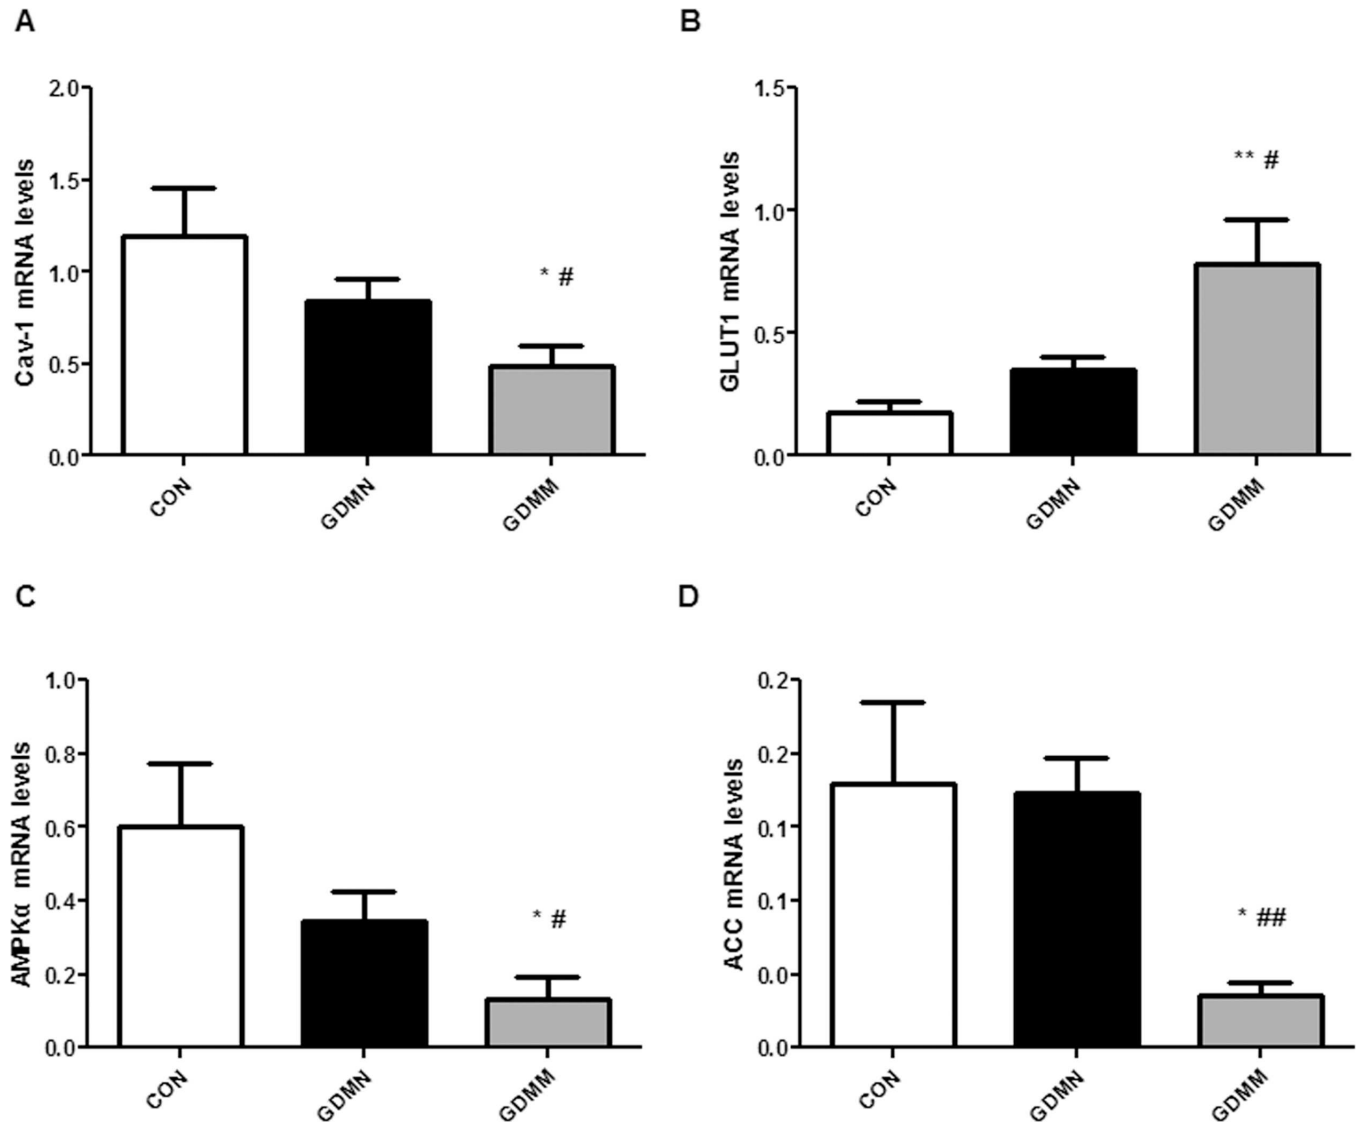 A
Cav-1 mRNA levels
2.0
1.5
1.0
0.5
0.0
* #
CON
GDMN
GDMM
B
GLUT1 mRNA levels
1.5
1.0
0.5
0.0
** #
CON
GDMN
GDMM
C
AMPKα mRNA levels
1.0
0.8
0.6
0.4
0.2
0.0
* #
CON
GDMN
GDMM
D
ACC mRNA levels
0.2
0.2
0.1
0.1
0.0
0.0
* ##
CON
GDMN
GDMM